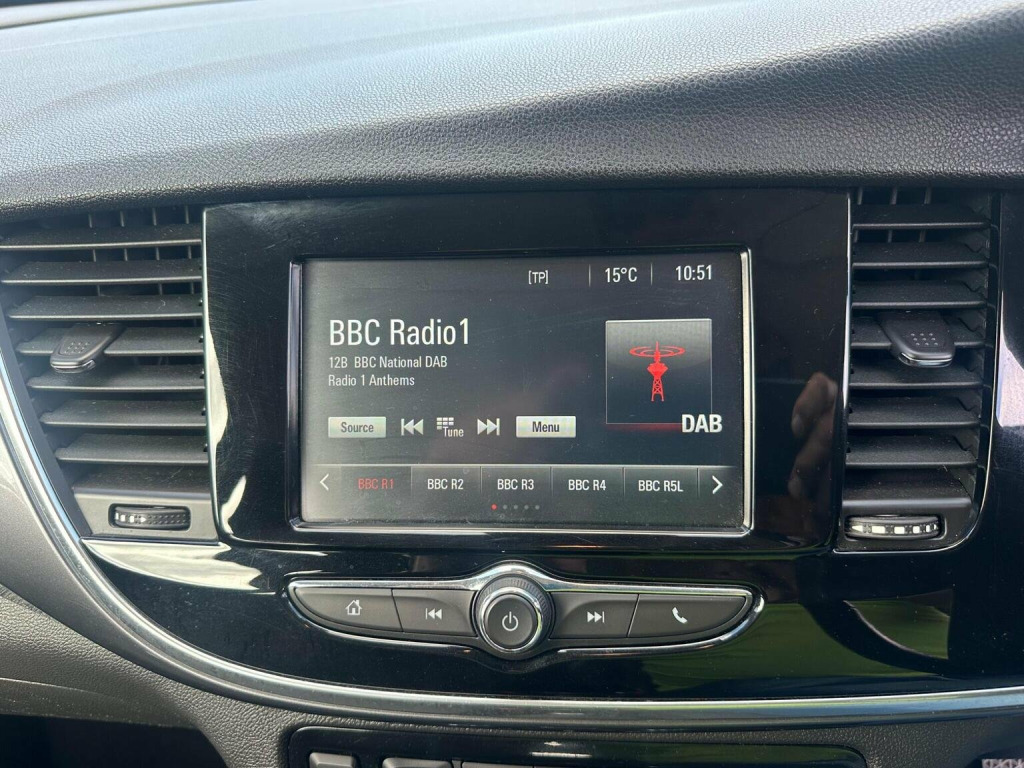 [TP] 15°C 10:51
BBC Radio1
12B BBC National DAB
Radio 1 Anthems
DAB
Source Tune Menu
BBC R1 BBC R2 BBC R3 BBC R4 BBC R5L